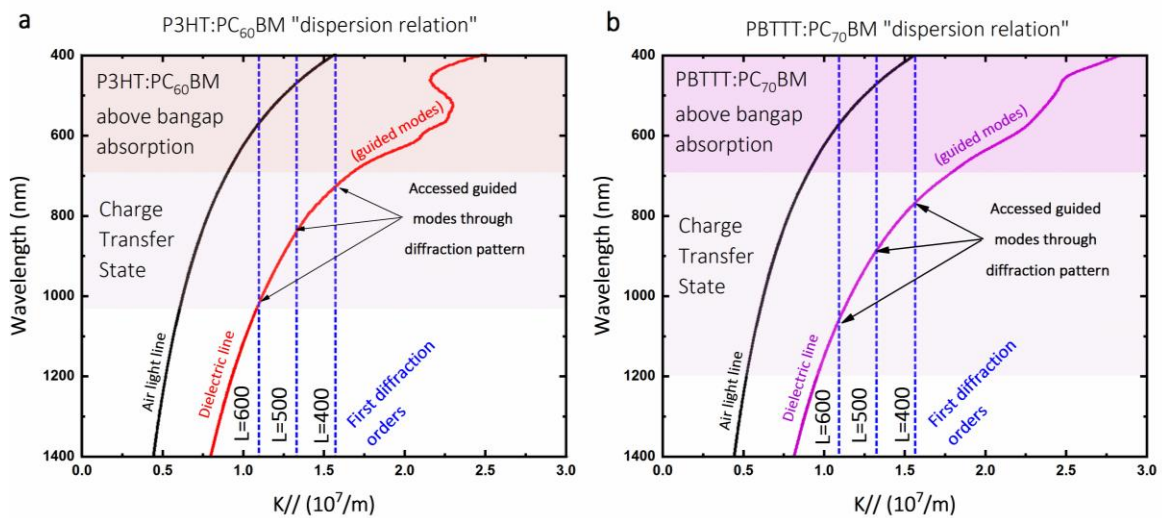 a
P3HT:PC₆₀BM "dispersion relation"
400
600
800
1000
1200
1400
Wavelength (nm)
P3HT:PC₆₀BM
above bangap
absorption
Charge
Transfer
State
(guided modes)
Accessed guided
modes through
diffraction pattern
Air light line
Dielectric line
L=600
L=500
L=400
First diffraction
orders
0.0 0.5 1.0 1.5 2.0 2.5 3.0
K// (10⁷/m)
b
PBTTT:PC₇₀BM "dispersion relation"
400
600
800
1000
1200
1400
Wavelength (nm)
PBTTT:PC₇₀BM
above bangap
absorption
Charge
Transfer
State
(guided modes)
Accessed guided
modes through
diffraction pattern
Air light line
Dielectric line
L=600
L=500
L=400
First diffraction
orders
0.0 0.5 1.0 1.5 2.0 2.5 3.0
K// (10⁷/m)